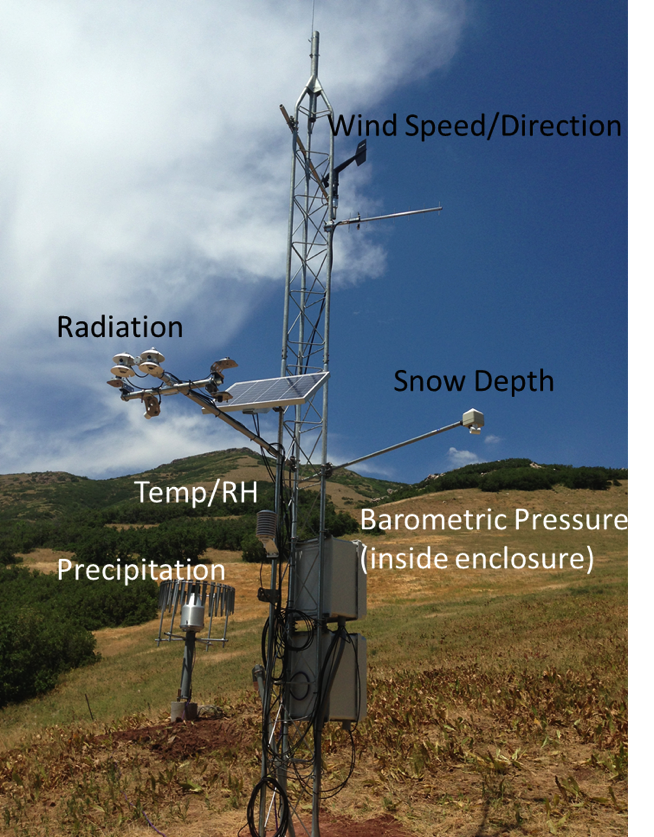 Wind Speed/Direction
Radiation
Snow Depth
Temp/RH
Barometric Pressure
(inside enclosure)
Precipitation